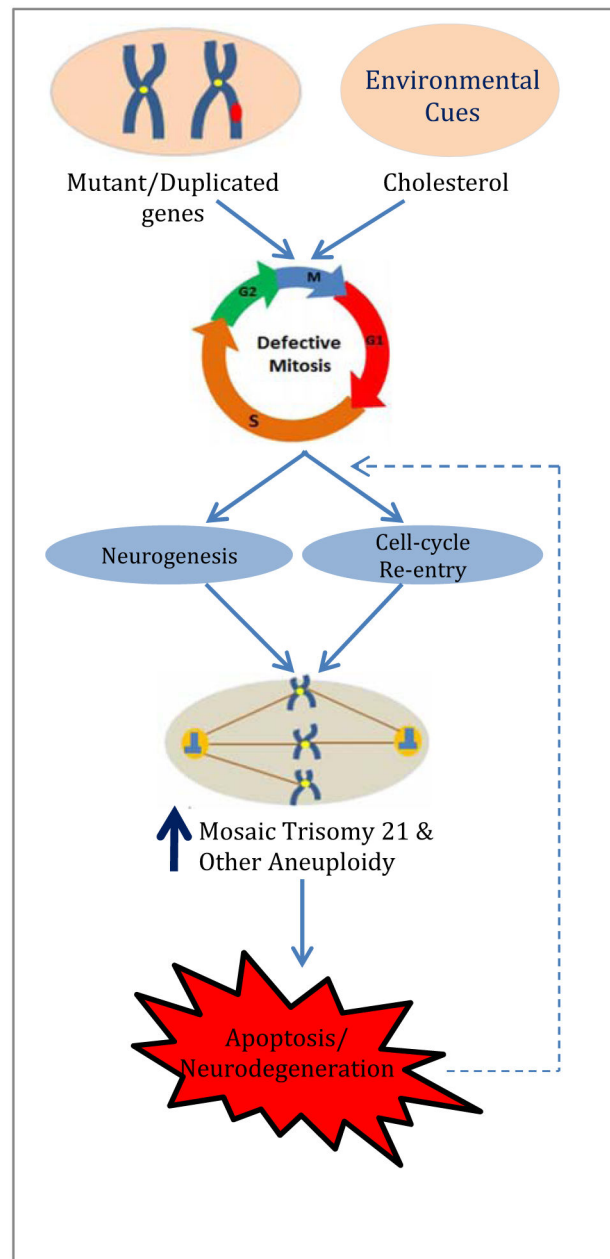 Environmental
Cues
Mutant/Duplicated
genes
Cholesterol
M
G2
G1
S
Defective
Mitosis
Neurogenesis
Cell-cycle
Re-entry
Mosaic Trisomy 21 &
Other Aneuploidy
Apoptosis/
Neurodegeneration